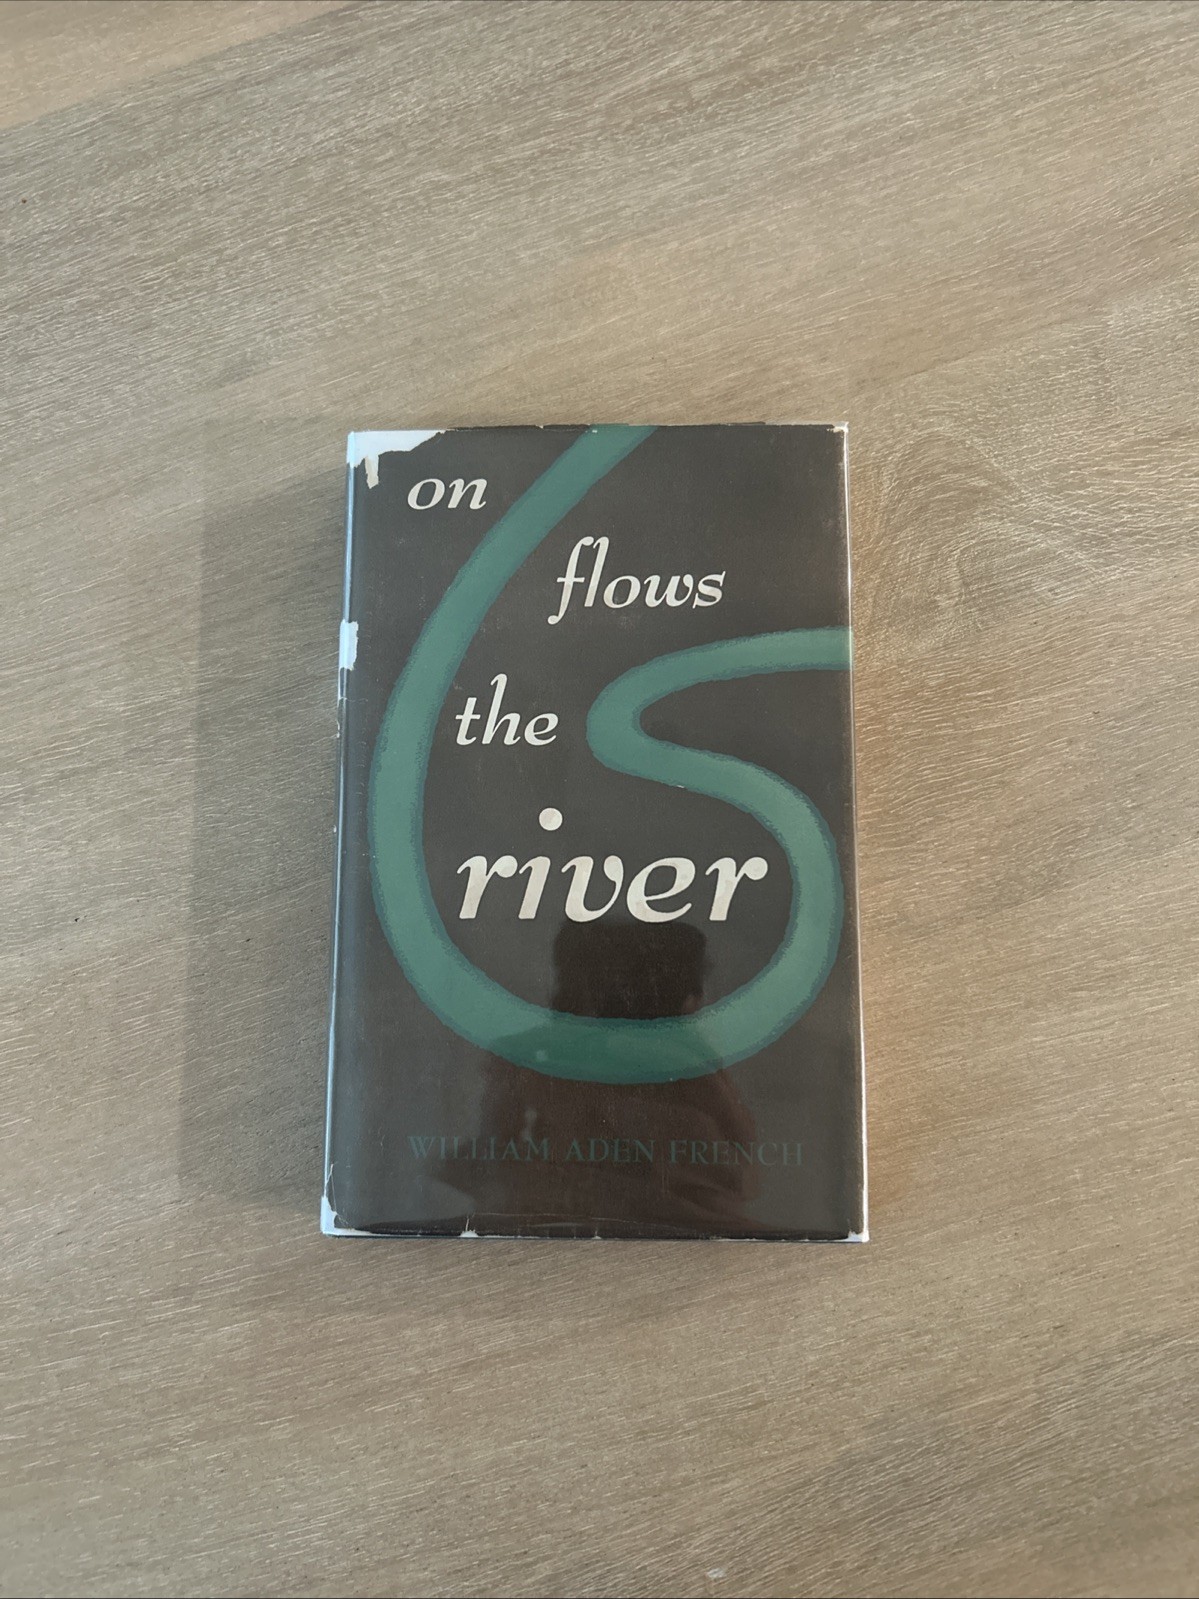 on
flows
the
river
WILLIAM ADEN FRENCH